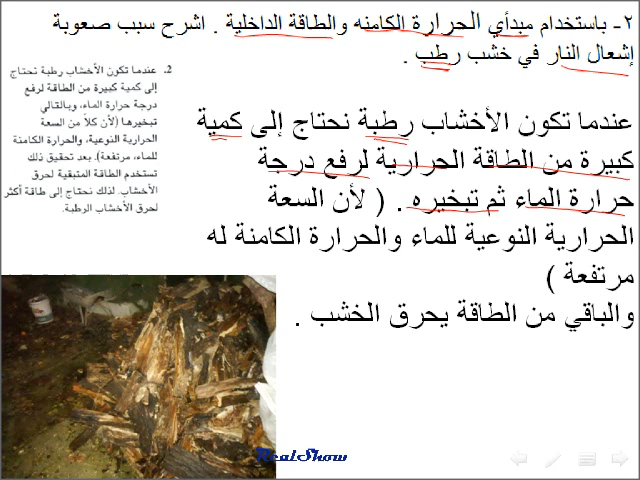 ٢- باستخدام مبدأي الحرارة الكامنه والطاقة الداخلية . اشرح سبب صعوبة
إشعال النار في خشب رطب .
2. عندما تكون الأخشاب رطبة نحتاج
إلى كمية كبيرة من الطاقة لرفع
درجة حرارة الماء، وبالتالي
تبخيرها (لأن كلاً من السعة
الحرارية النوعية، والحرارة الكامنة
للماء، مرتفعة). بعد تحقيق ذلك
تستخدم الطاقة المتبقية لحرق
الأخشاب. لذلك نحتاج إلى طاقة أكثر
لحرق الأخشاب الرطبة.
عندما تكون الأخشاب رطبة نحتاج إلى كمية
كبيرة من الطاقة الحرارية لرفع درجة
حرارة الماء ثم تبخيره . ( لأن السعة
الحرارية النوعية للماء والحرارة الكامنة له
مرتفعة )
والباقي من الطاقة يحرق الخشب .
RealShow